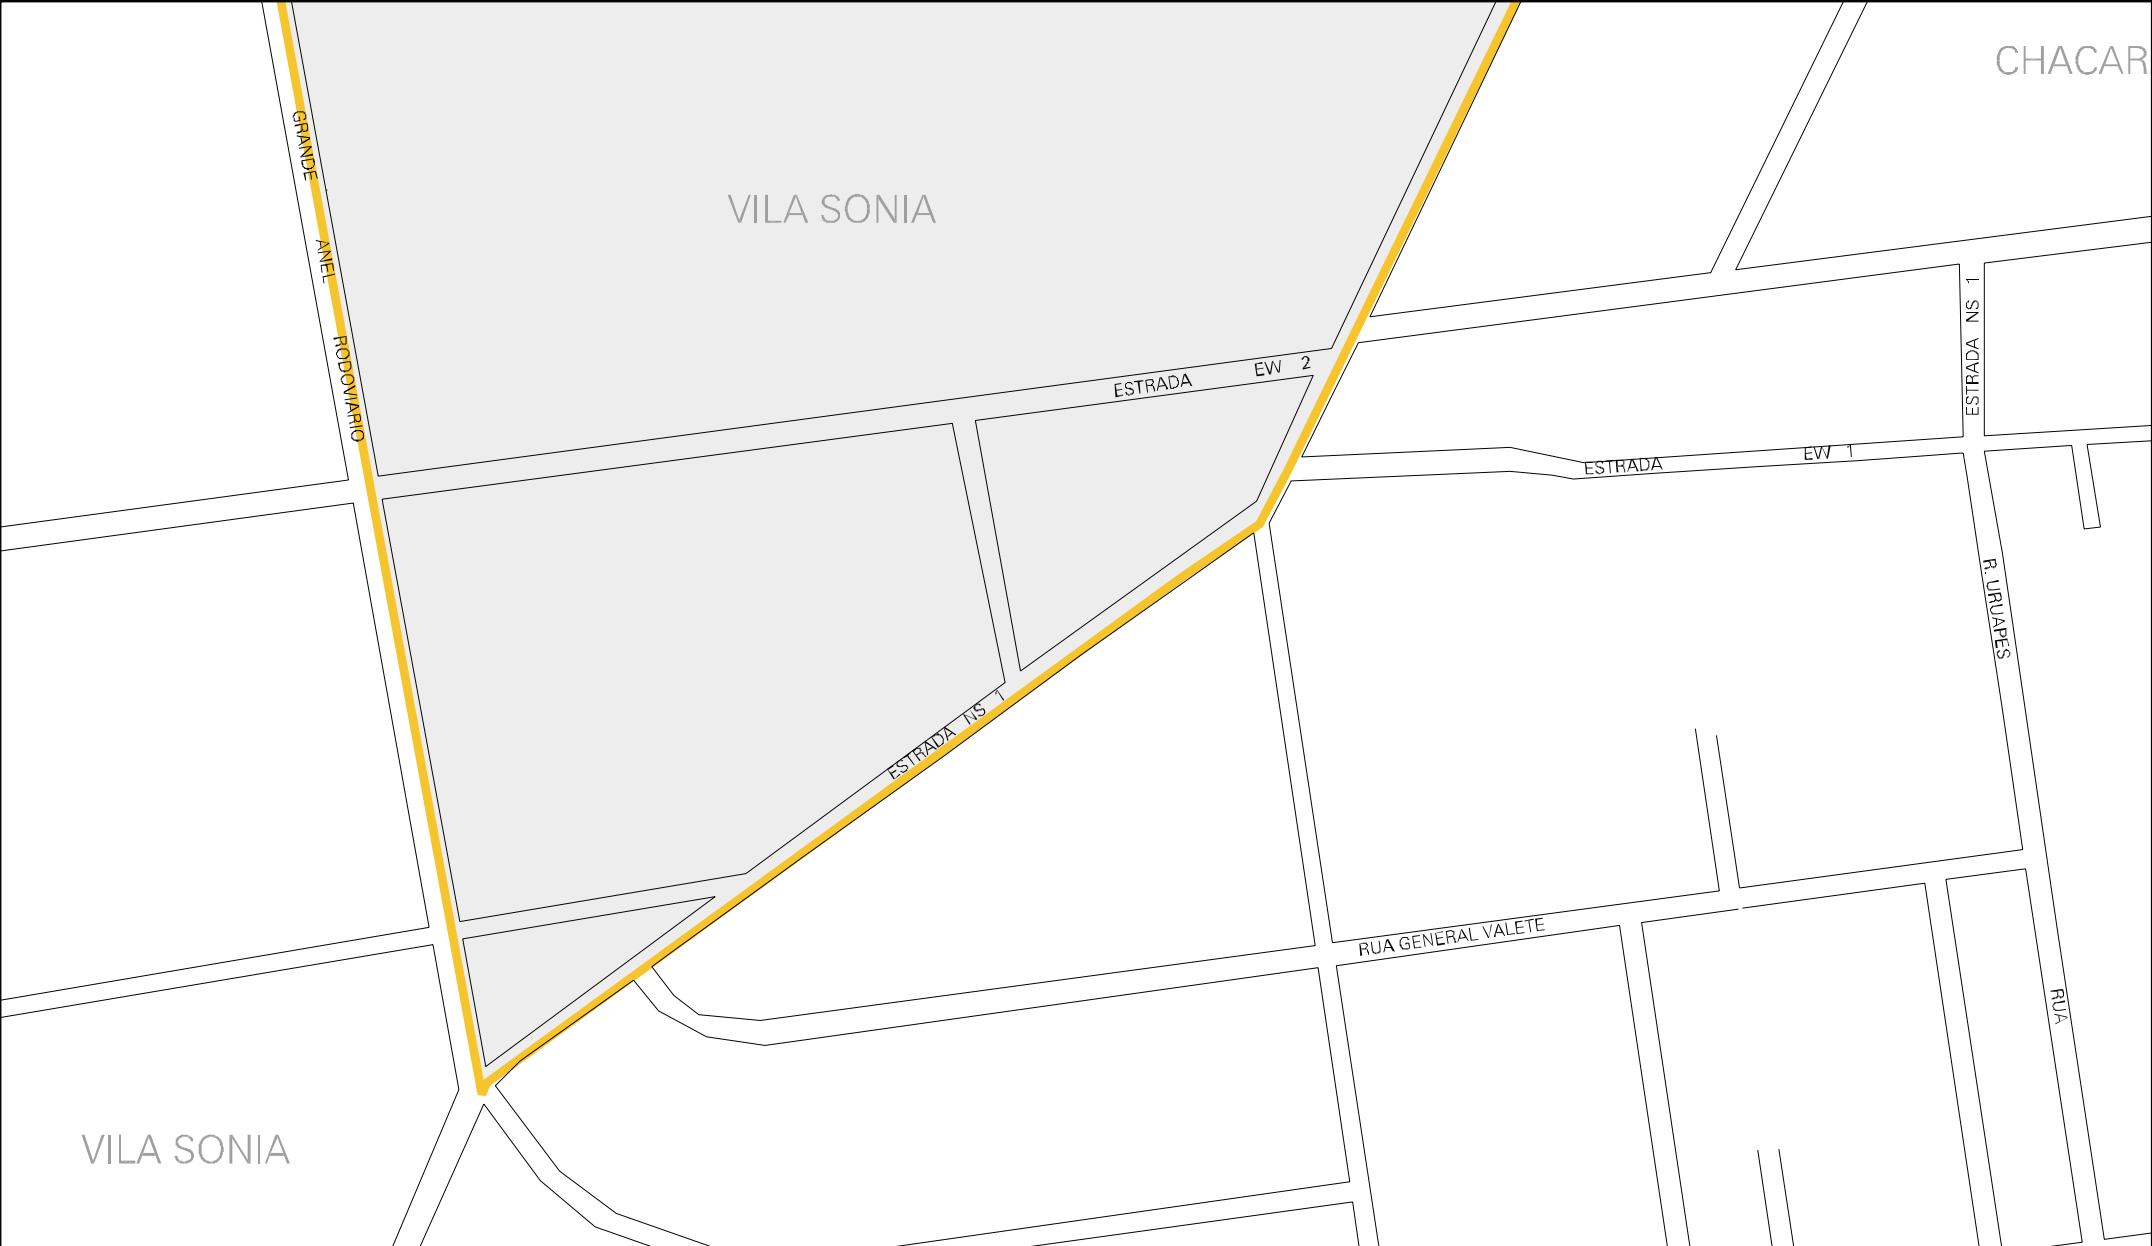 CHACAR
GRANDE ANEL RODOVIARIO
VILA SONIA
ESTRADA NS 1
ESTRADA EW 2
ESTRADA EW 1
R. URUAPES
ESTRADA NS 1
RUA GENERAL VALETE
RUA
VILA SONIA